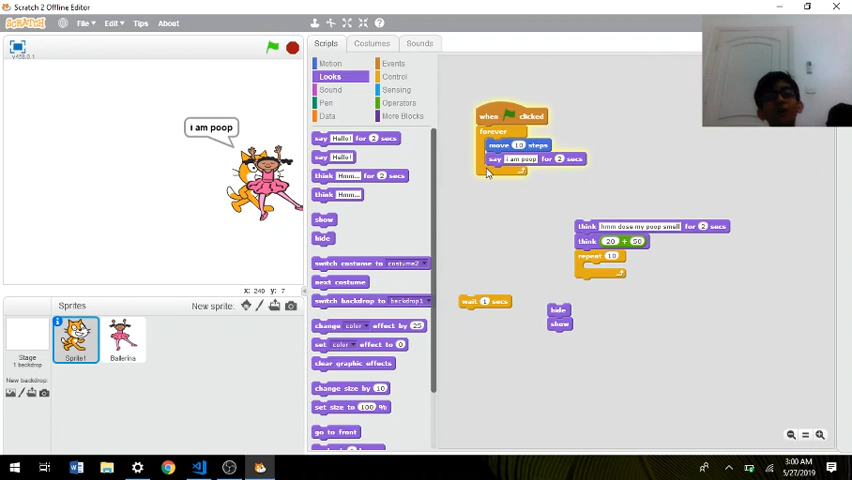 Scratch 2 Offline Editor
SCRATCH File Edit Tips About
v458.0.1
i am poop
X: 240 Y: 7
Sprites New sprite:
Stage
1 backdrop
Sprite1
Ballerina
New backdrop:
Scripts Costumes Sounds
Motion Events
Looks Control
Sound Sensing
Pen Operators
Data More Blocks
say Hello! for 2 secs
say Hello!
think Hmm... for 2 secs
think Hmm...
show
hide
switch costume to costume2
next costume
switch backdrop to backdrop1
change color effect by 25
set color effect to 0
clear graphic effects
change size by 10
set size to 100 %
go to front
when clicked
forever
move 10 steps
say i am poop for 2 secs
think hmm dose my poop smell for 2 secs
think 20 + 50
repeat 10
wait 1 secs
hide
show
3:00 AM
5/27/2019